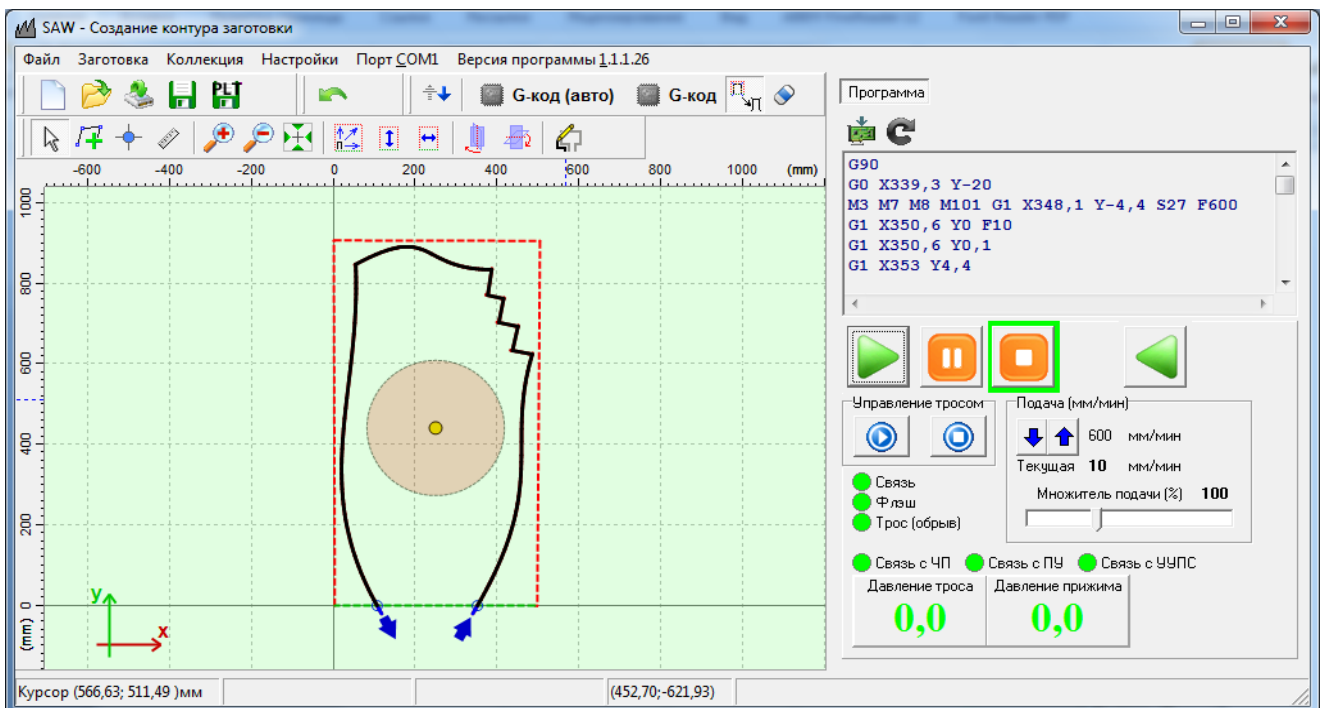 SAW - Создание контура заготовки
Файл Заготовка Коллекция Настройки Порт COM1 Версия программы 1.1.1.26
PLT G-код (авто) G-код
-600 -400 -200 0 200 400 600 800 1000 (mm)
1000
800
600
400
200
0
(mm)
y
x
Программа
G90
G0 X339,3 Y-20
M3 M7 M8 M101 G1 X348,1 Y-4,4 S27 F600
G1 X350,6 Y0 F10
G1 X350,6 Y0,1
G1 X353 Y4,4
Управление тросом
Подача (мм/мин)
600 мм/мин
Текущая 10 мм/мин
Множитель подачи (%) 100
Связь
Флэш
Трос (обрыв)
Связь с ЧП Связь с ПУ Связь с УУПС
Давление троса Давление прижима
0,0 0,0
Курсор (566,63; 511,49 )мм (452,70;-621,93)